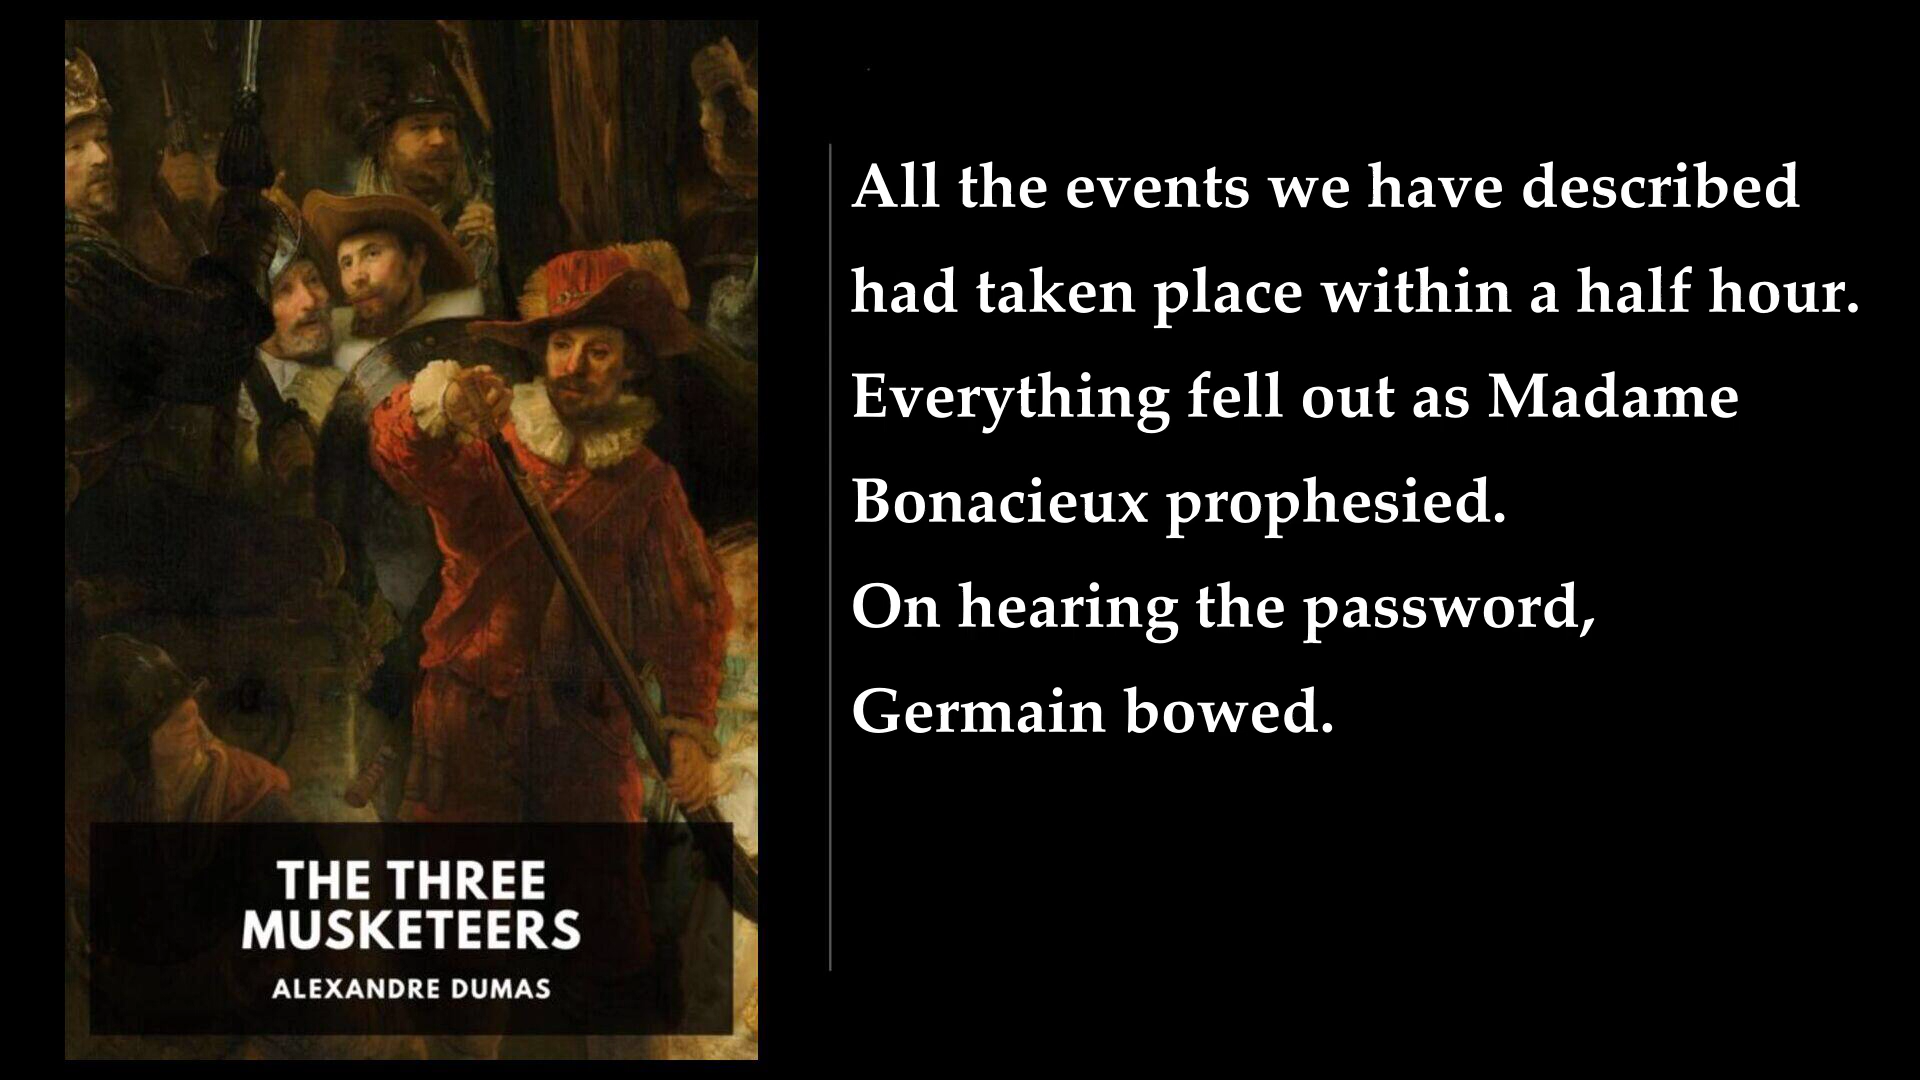 THE THREE
MUSKETEERS
ALEXANDRE DUMAS
All the events we have described
had taken place within a half hour.
Everything fell out as Madame
Bonacieux prophesied.
On hearing the password,
Germain bowed.